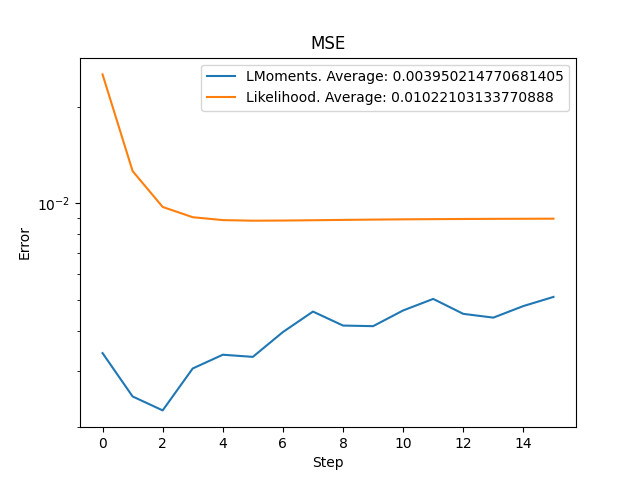 MSE
LMoments. Average: 0.003950214770681405
Likelihood. Average: 0.01022103133770888
10⁻²
Error
0 2 4 6 8 10 12 14
Step